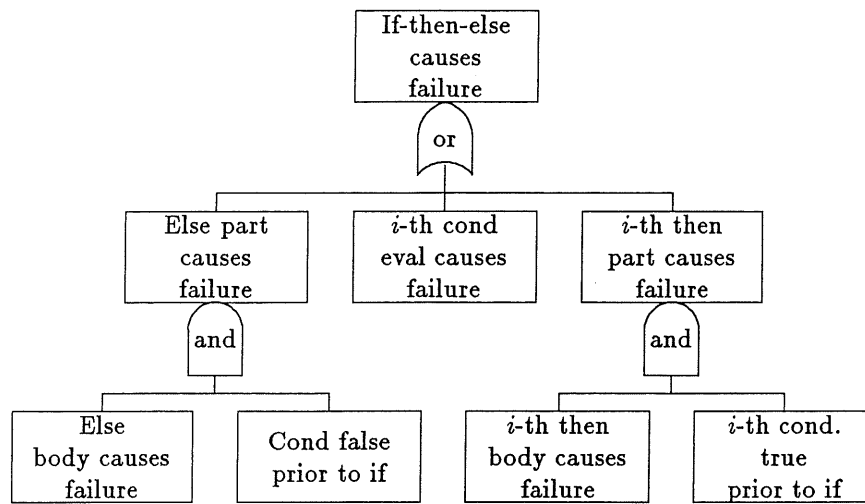 If-then-else
causes
failure
or
Else part
causes
failure
i-th cond
eval causes
failure
i-th then
part causes
failure
and
and
Else
body causes
failure
Cond false
prior to if
i-th then
body causes
failure
i-th cond.
true
prior to if